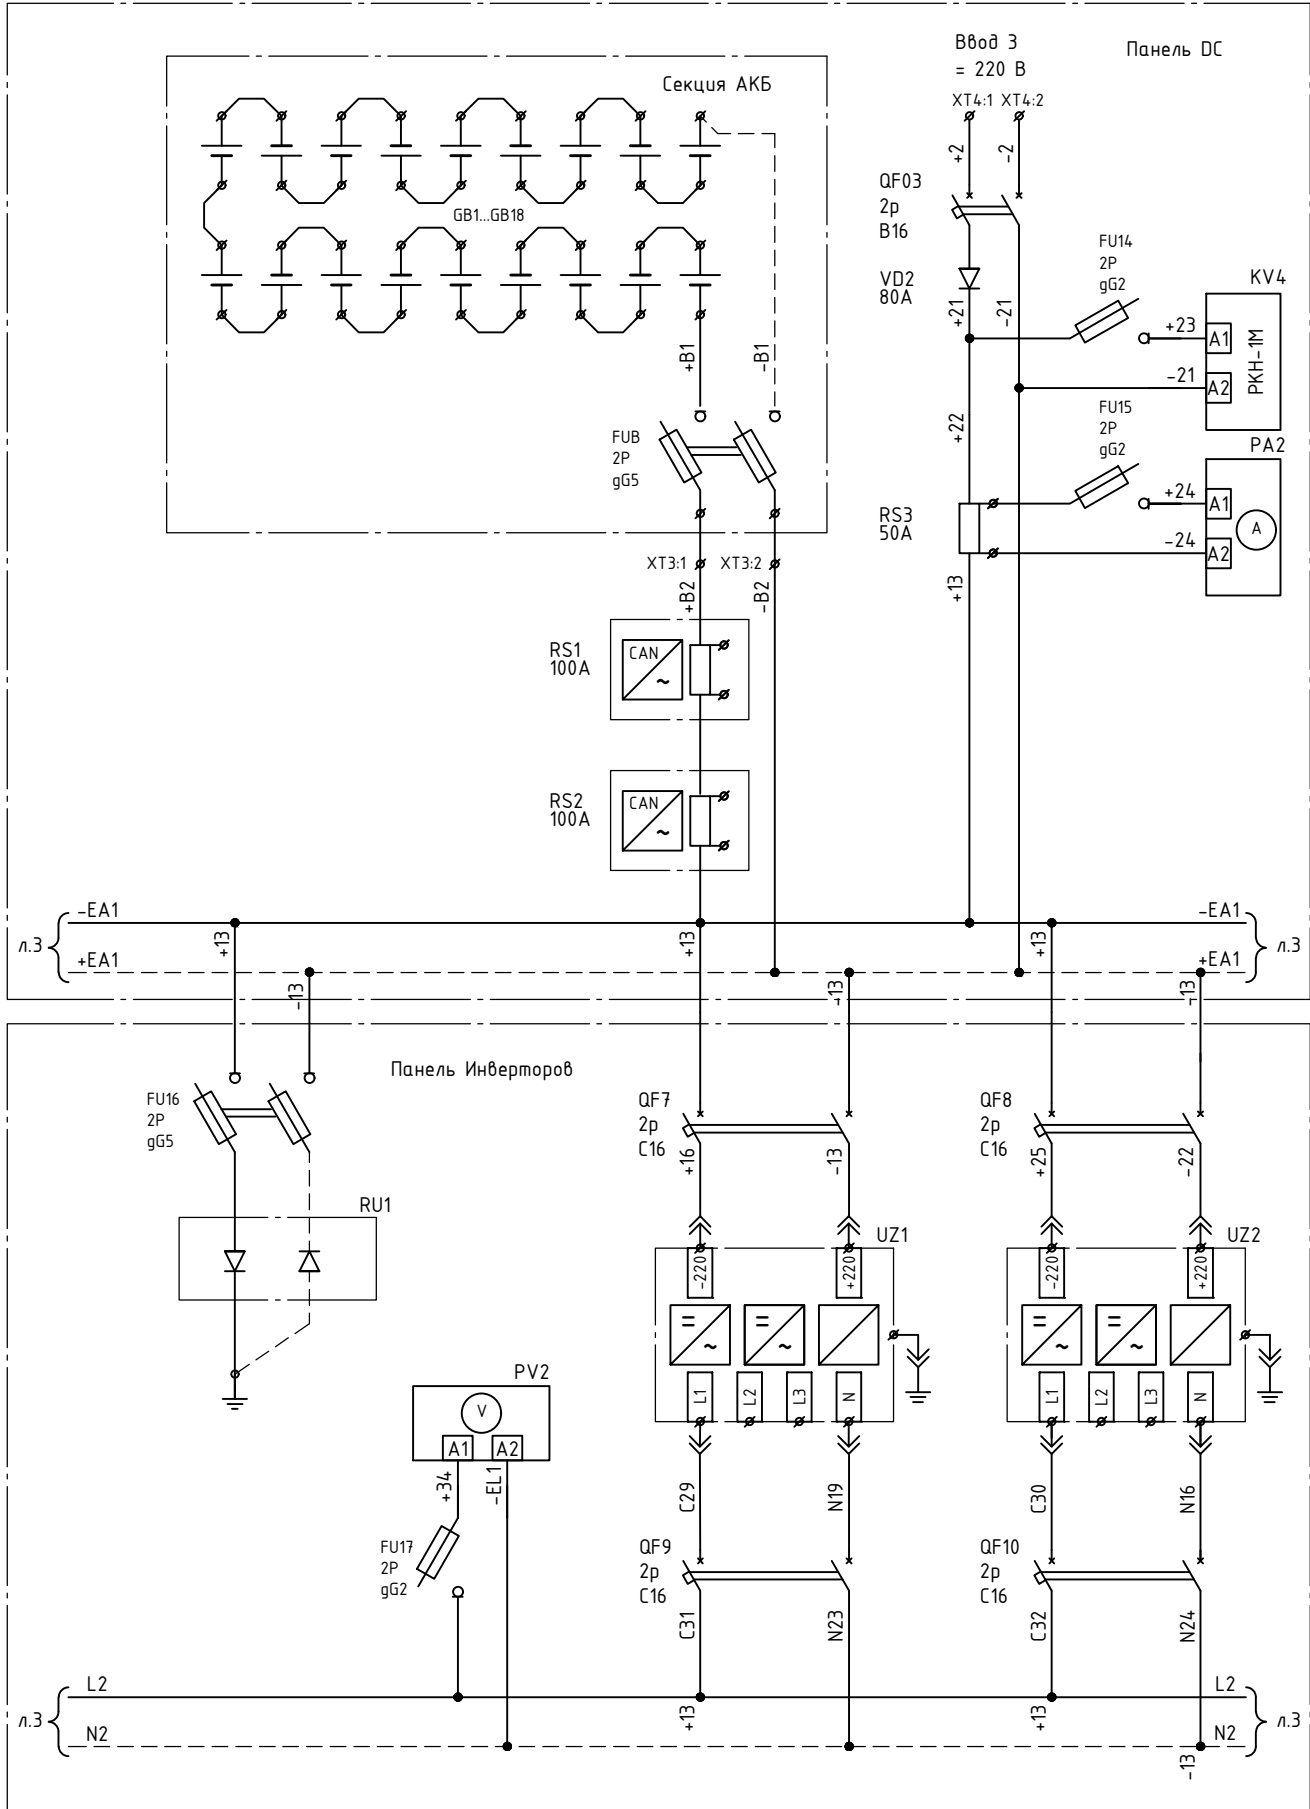 Ввод 3
= 220 В
Панель DC
Секция АКБ
XT4:1 XT4:2
+2
-2
QF03
2p
B16
GB1...GB18
VD2
80A
+21
-21
FU14
2P
gG2
KV4
+23
A1
-21
A2
РКН-1М
+B1
-B1
+22
FU15
2P
gG2
PA2
FUB
2P
gG5
+24
A1
-24
A2
A
RS3
50A
XT3:1 XT3:2
+B2
-B2
+13
RS1
100A
CAN
~
RS2
100A
CAN
~
-EA1
-EA1
л.3
л.3
+EA1
+EA1
+13
-13
+13
-13
+13
-13
Панель Инверторов
FU16
2P
gG5
QF7
2p
C16
QF8
2p
C16
+16
-13
+25
-22
RU1
UZ1
UZ2
-220
+220
-220
+220
=
~
=
~
=
~
=
~
L1
L2
L3
N
L1
L2
L3
N
PV2
V
A1
A2
+34
-EL1
C29
N19
C30
N16
FU17
2P
gG2
QF9
2p
C16
QF10
2p
C16
C31
N23
C32
N24
L2
L2
л.3
л.3
N2
N2
+13
+13
-13